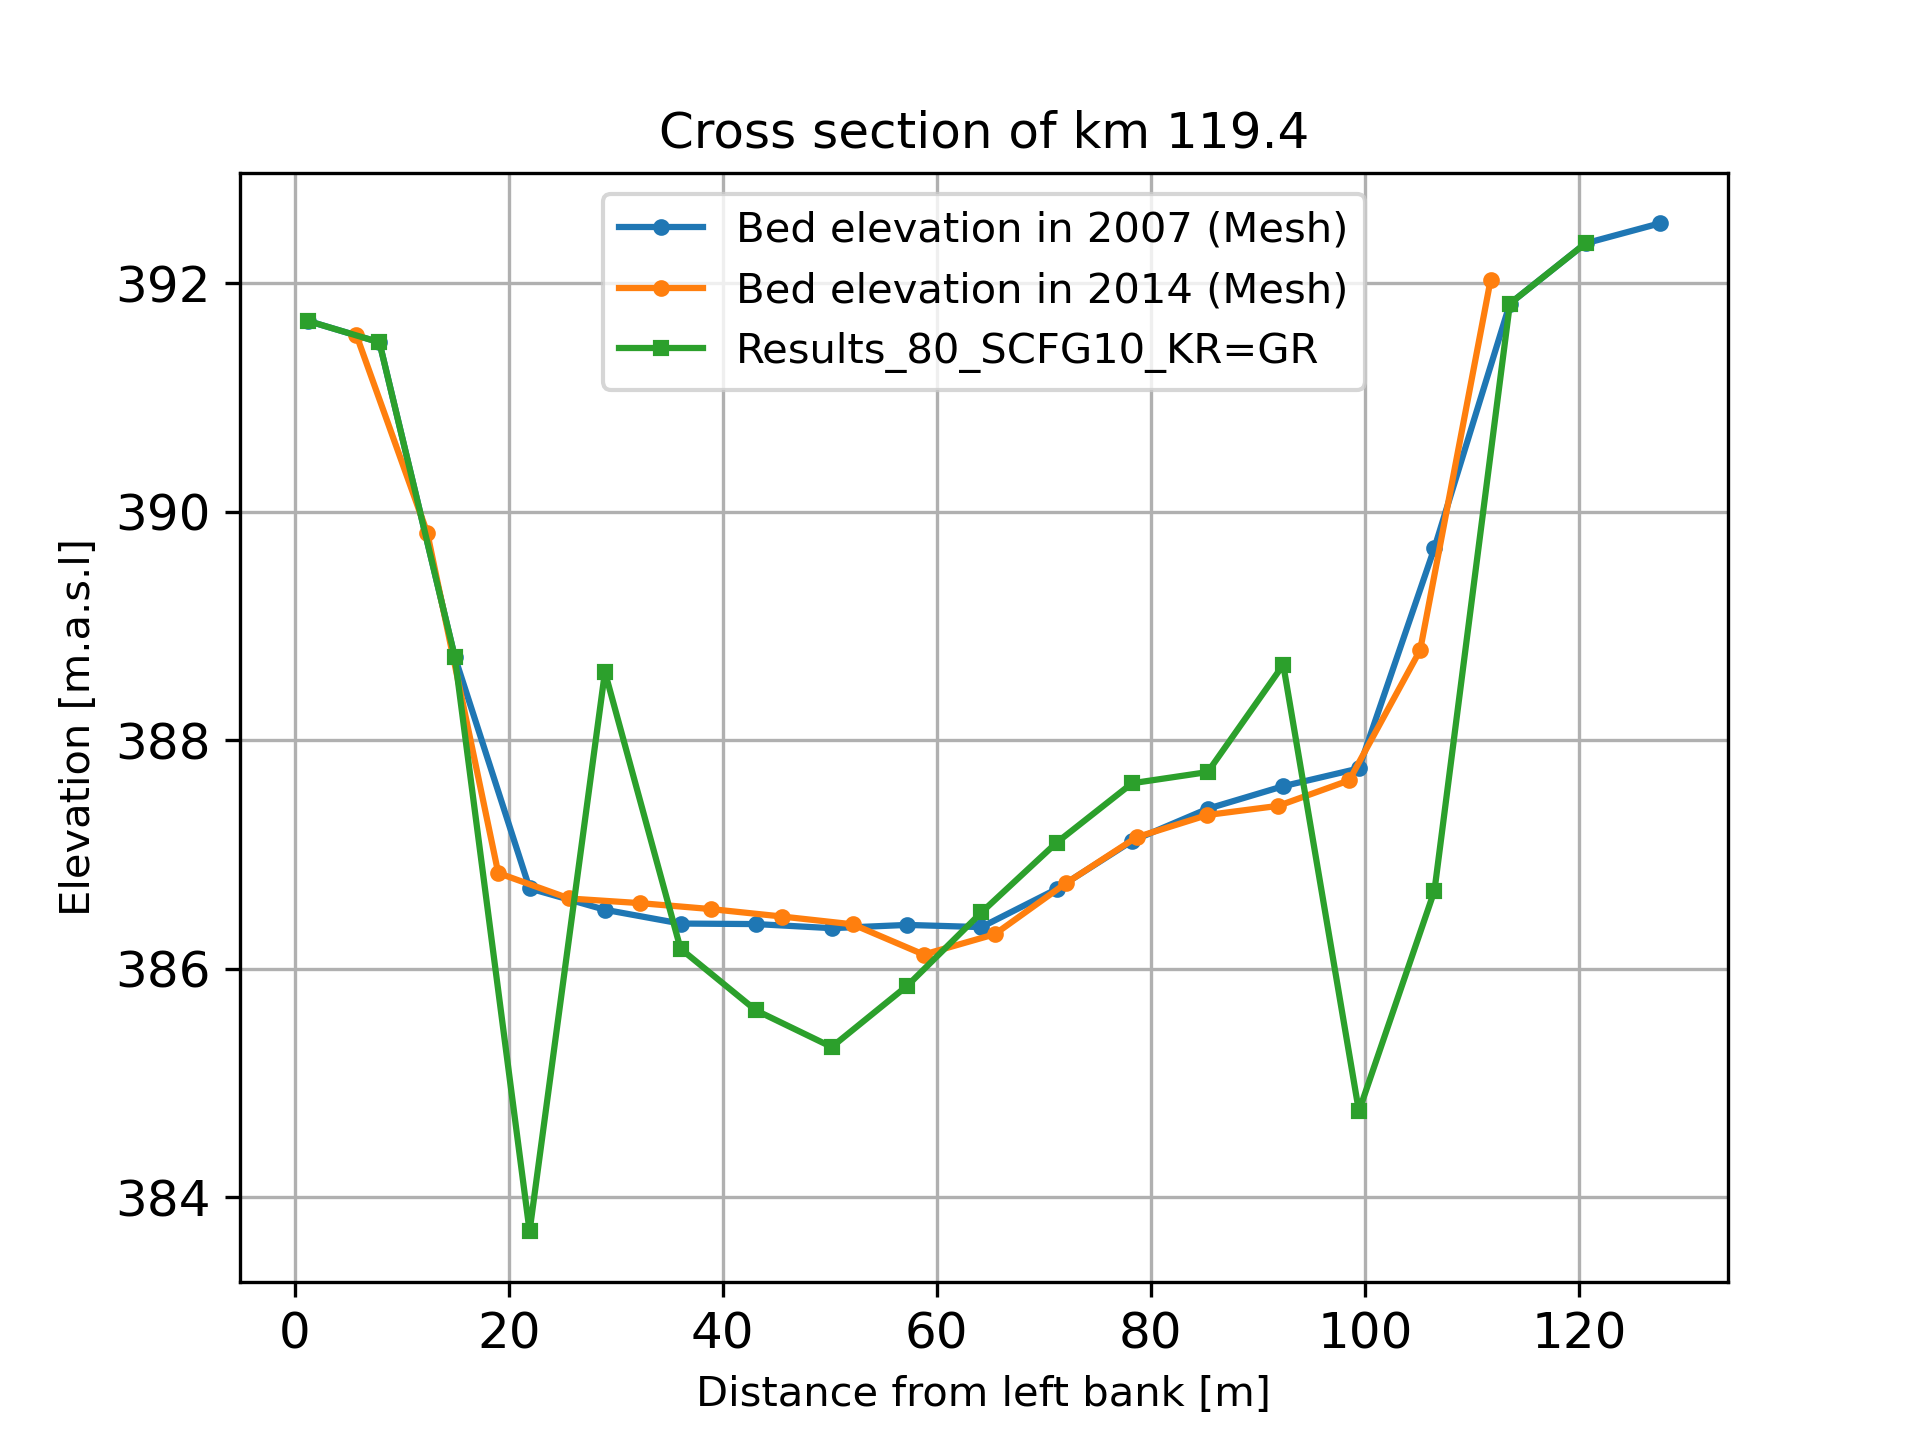 Cross section of km 119.4
Bed elevation in 2007 (Mesh)
Bed elevation in 2014 (Mesh)
Results_80_SCFG10_KR=GR
Elevation [m.a.s.l]
392
390
388
386
384
0 20 40 60 80 100 120
Distance from left bank [m]